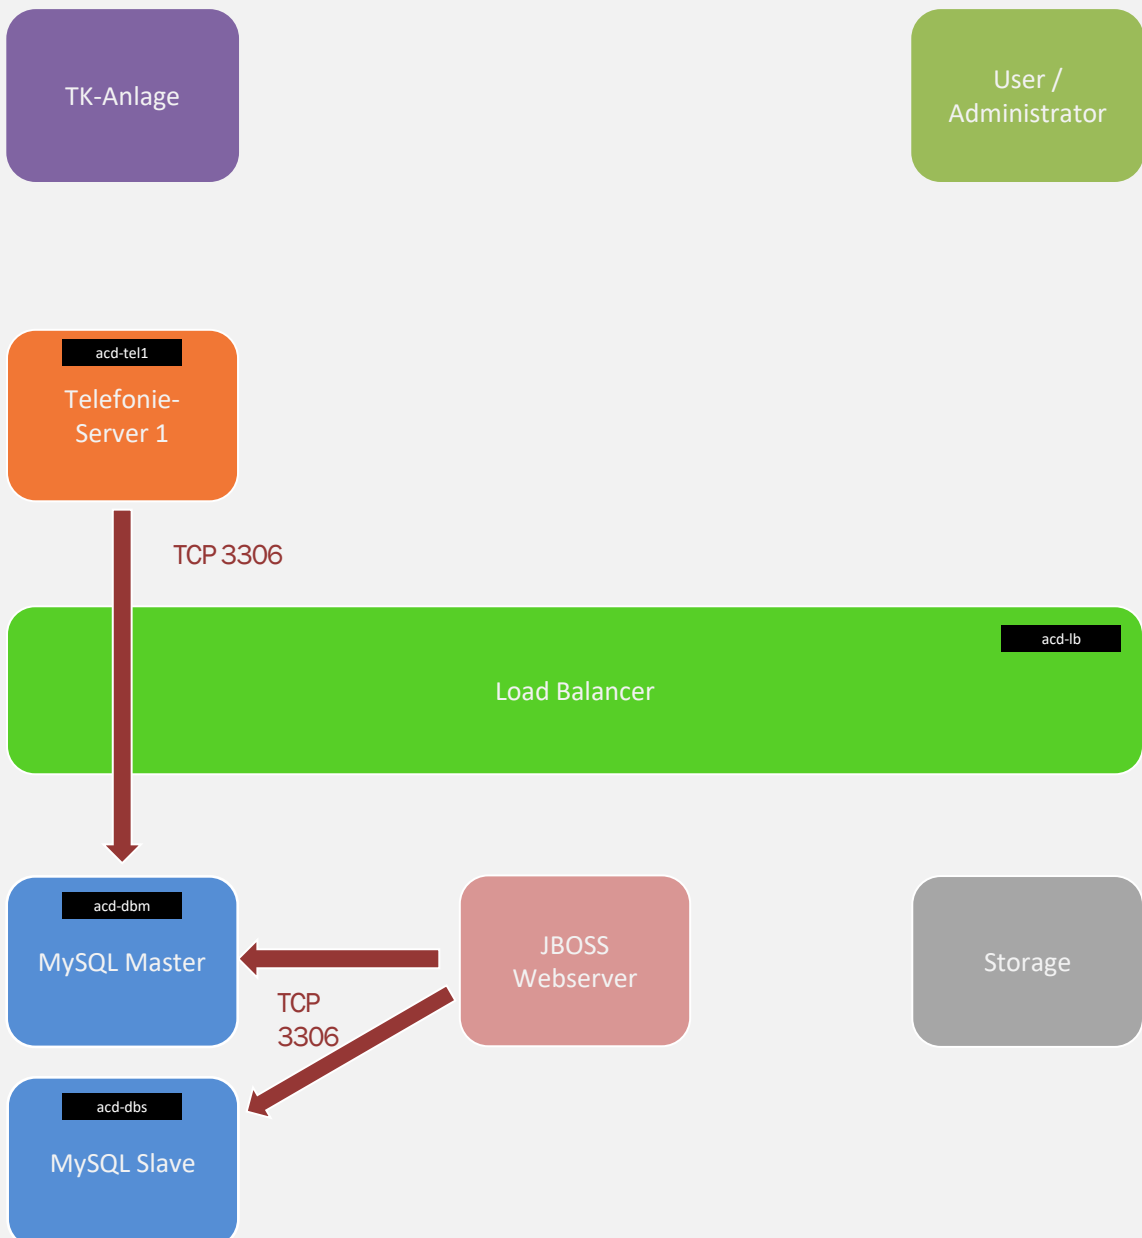 TK-Anlage
User /
Administrator
acd-tel1
Telefonie-
Server 1
TCP 3306
acd-lb
Load Balancer
acd-dbm
MySQL Master
JBOSS
Webserver
Storage
TCP
3306
acd-dbs
MySQL Slave